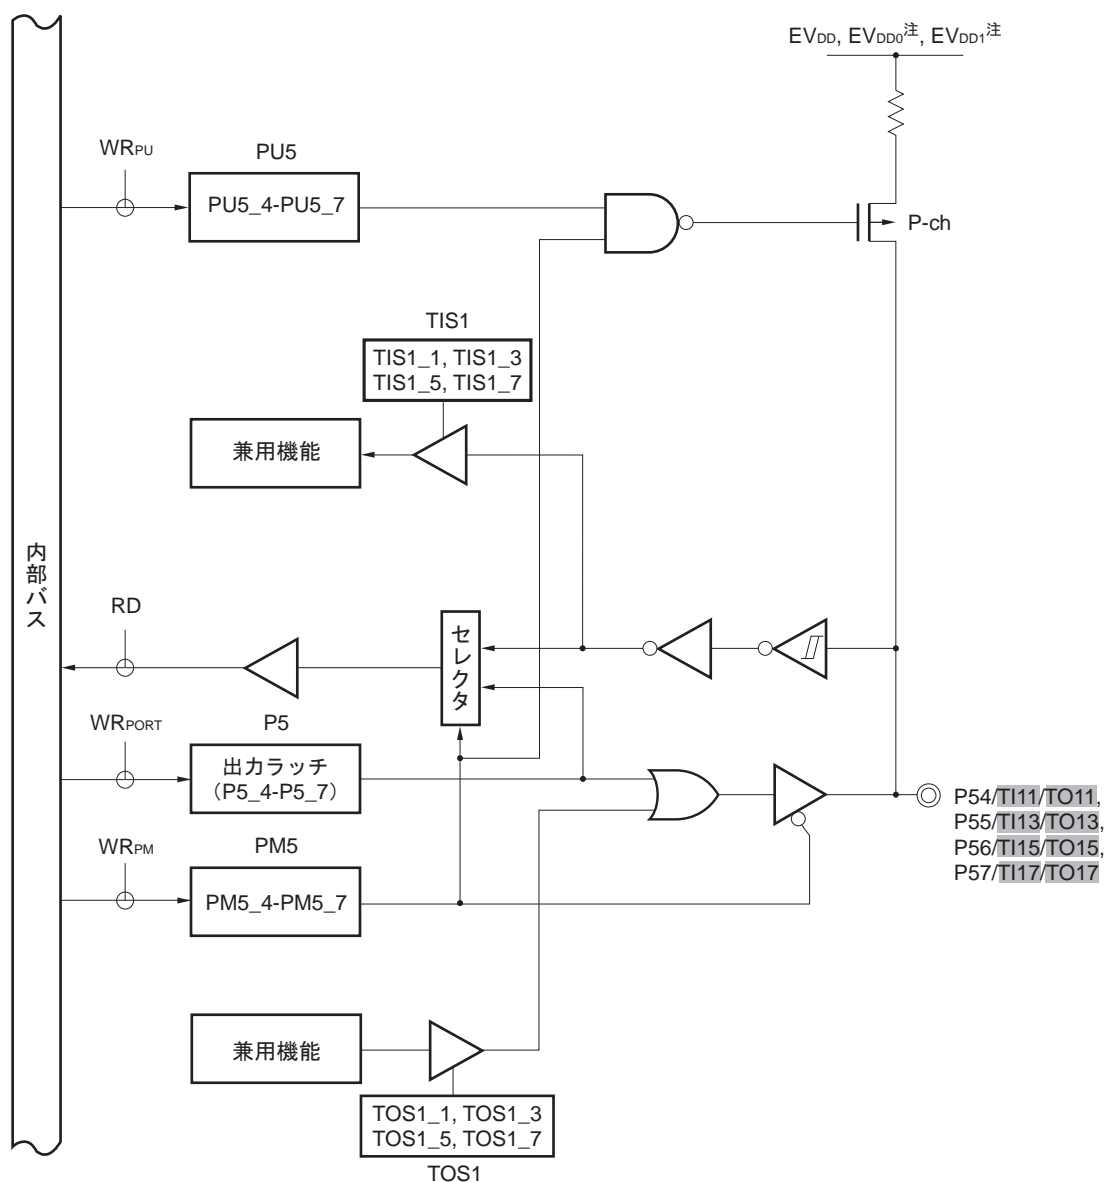 EVDD, EVDD0注, EVDD1注
WRPU
PU5
PU5_4-PU5_7
P-ch
TIS1
TIS1_1, TIS1_3
TIS1_5, TIS1_7
兼用機能
内部バス
RD
セレクタ
WRPORT
P5
出力ラッチ
（P5_4-P5_7）
P54/TI11/TO11,
P55/TI13/TO13,
P56/TI15/TO15,
P57/TI17/TO17
WRPM
PM5
PM5_4-PM5_7
兼用機能
TOS1_1, TOS1_3
TOS1_5, TOS1_7
TOS1